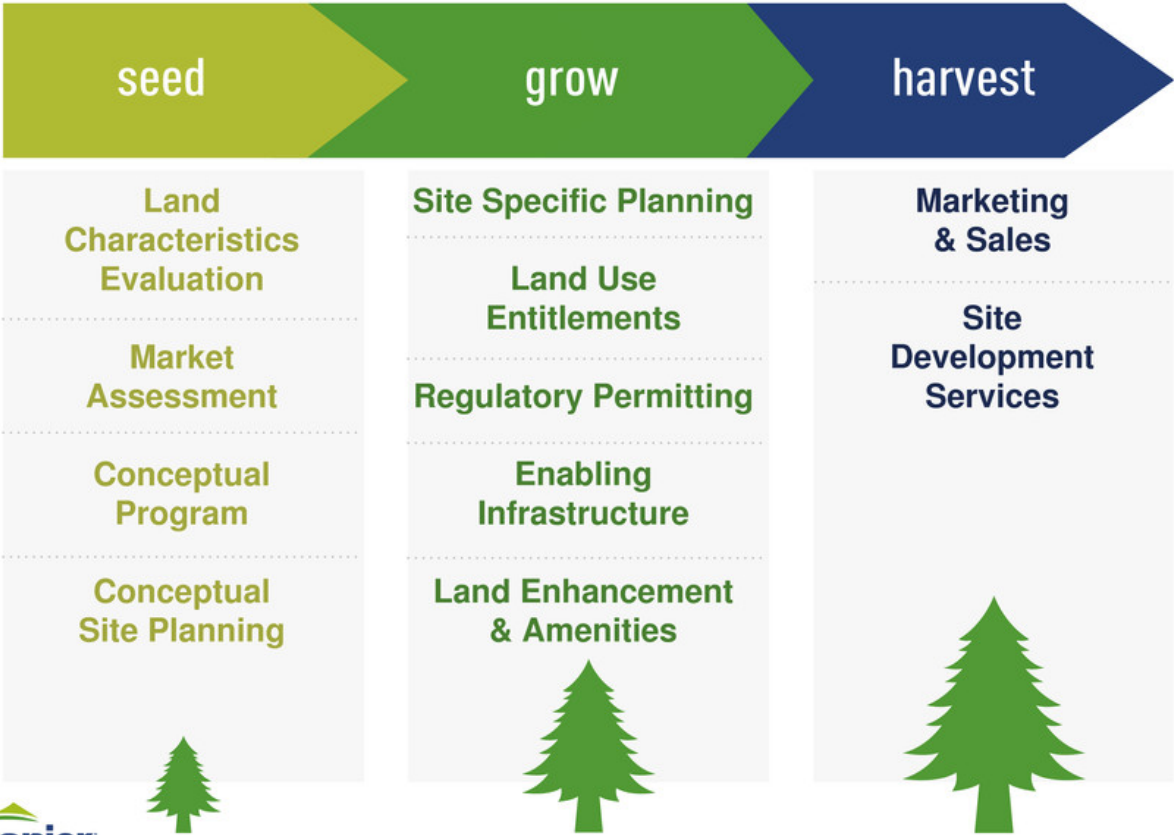 seed
grow
harvest
Land
Characteristics
Evaluation
Market
Assessment
Conceptual
Program
Conceptual
Site Planning
Site Specific Planning
Land Use
Entitlements
Regulatory Permitting
Enabling
Infrastructure
Land Enhancement
& Amenities
Marketing
& Sales
Site
Development
Services